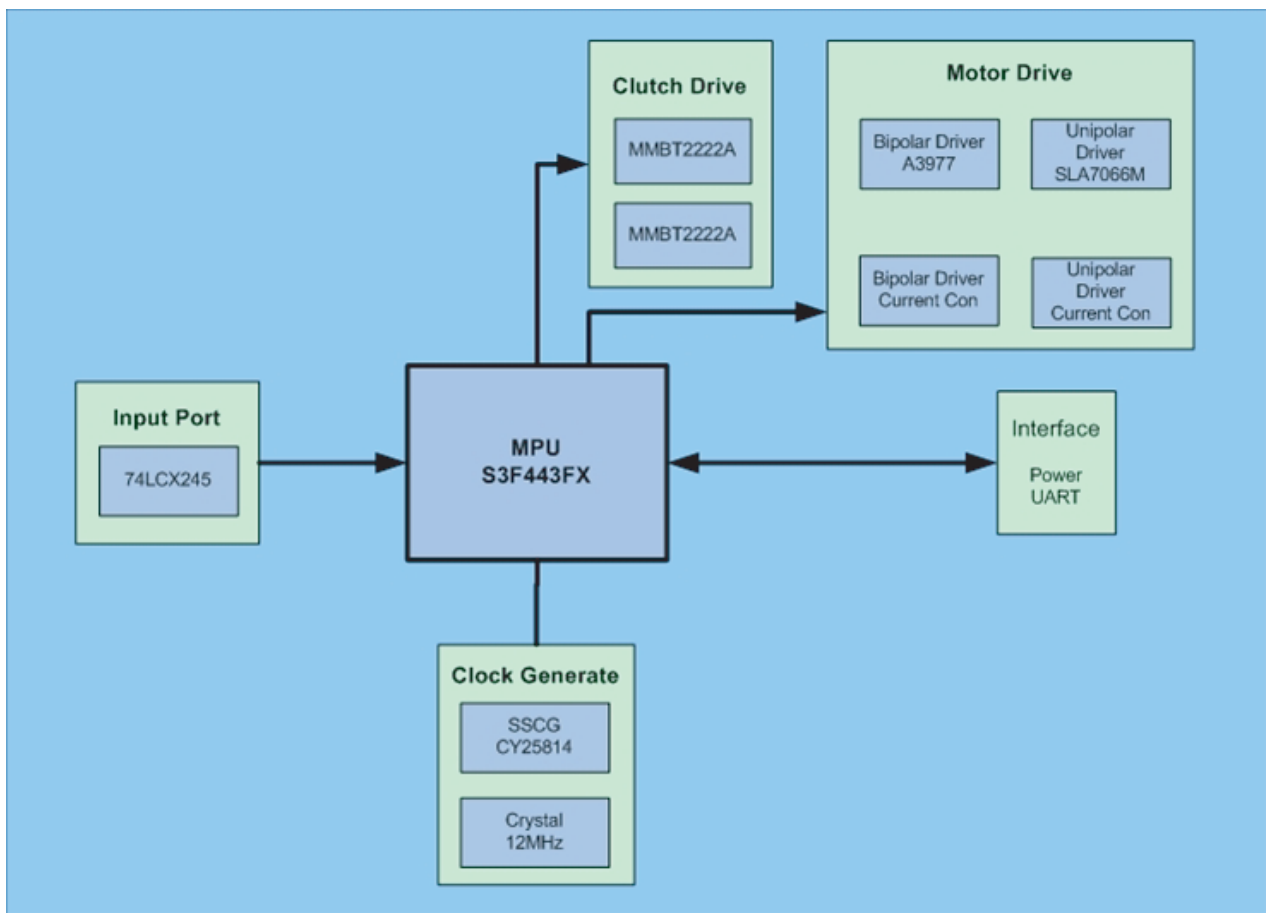 Clutch Drive
MMBT2222A
MMBT2222A
Motor Drive
Bipolar Driver
A3977
Unipolar
Driver
SLA7066M
Bipolar Driver
Current Con
Unipolar
Driver
Current Con
Input Port
74LCX245
MPU
S3F443FX
Interface
Power
UART
Clock Generate
SSCG
CY25814
Crystal
12MHz